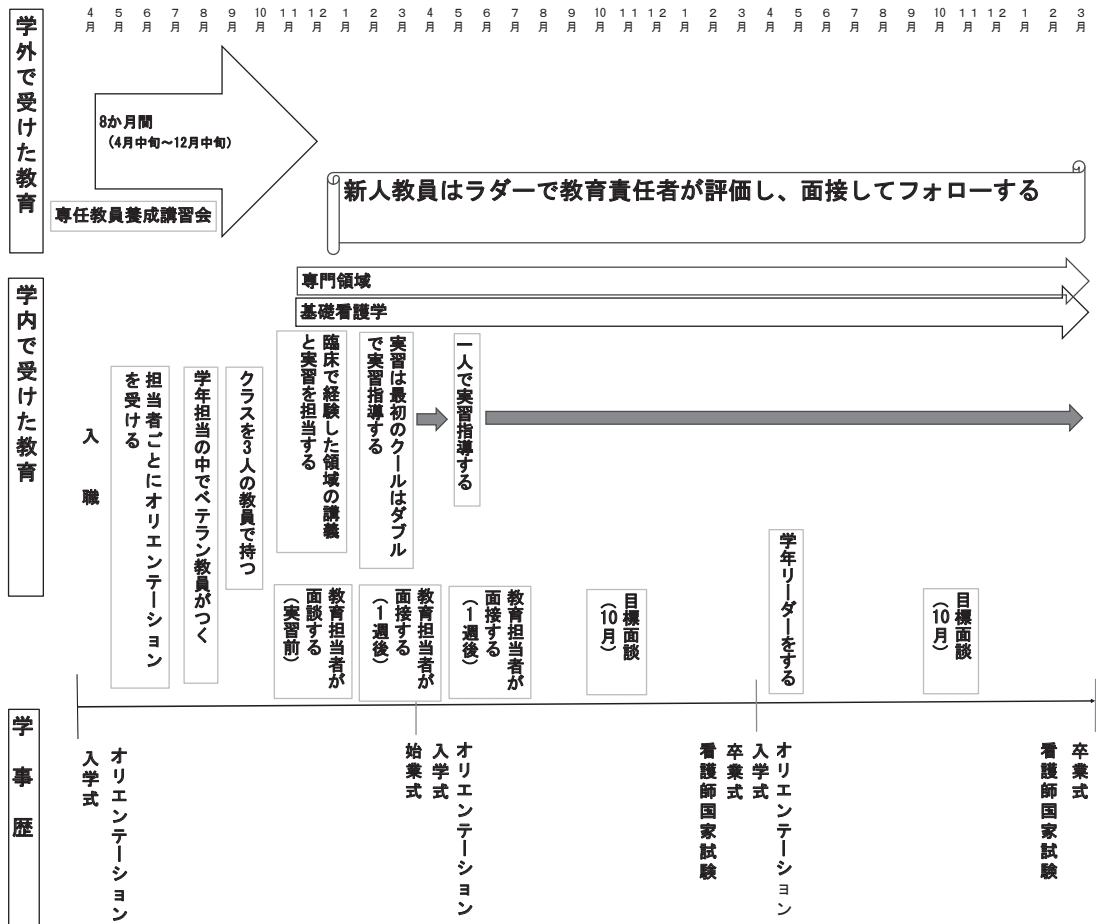 4月 5月 6月 7月 8月 9月 10月 11月 12月 1月 2月 3月 4月 5月 6月 7月 8月 9月 10月 11月 12月 1月 2月 3月 4月 5月 6月 7月 8月 9月 10月 11月 12月 1月 2月 3月
学外で受けた教育
8か月間
（4月中旬～12月中旬）
専任教員養成講習会
新人教員はラダーで教育責任者が評価し、面接してフォローする
学内で受けた教育
専門領域
基礎看護学
入職
担当者ごとにオリエンテーション
を受ける
学年担当の中でベテラン教員がつく
クラスを3人の教員で持つ
臨床で経験した領域の講義
と実習を担当する
実習は最初のクールはダブル
で実習指導する
一人で実習指導する
教育担当者が
面談する
（実習前）
教育担当者が
面接する
（1週後）
教育担当者が
面接する
（1週後）
目標面談
（10月）
学年リーダーをする
目標面談
（10月）
学事歴
入学式
オリエンテーション
始業式
入学式
オリエンテーション
看護師国家試験
卒業式
入学式
オリエンテーション
看護師国家試験
卒業式